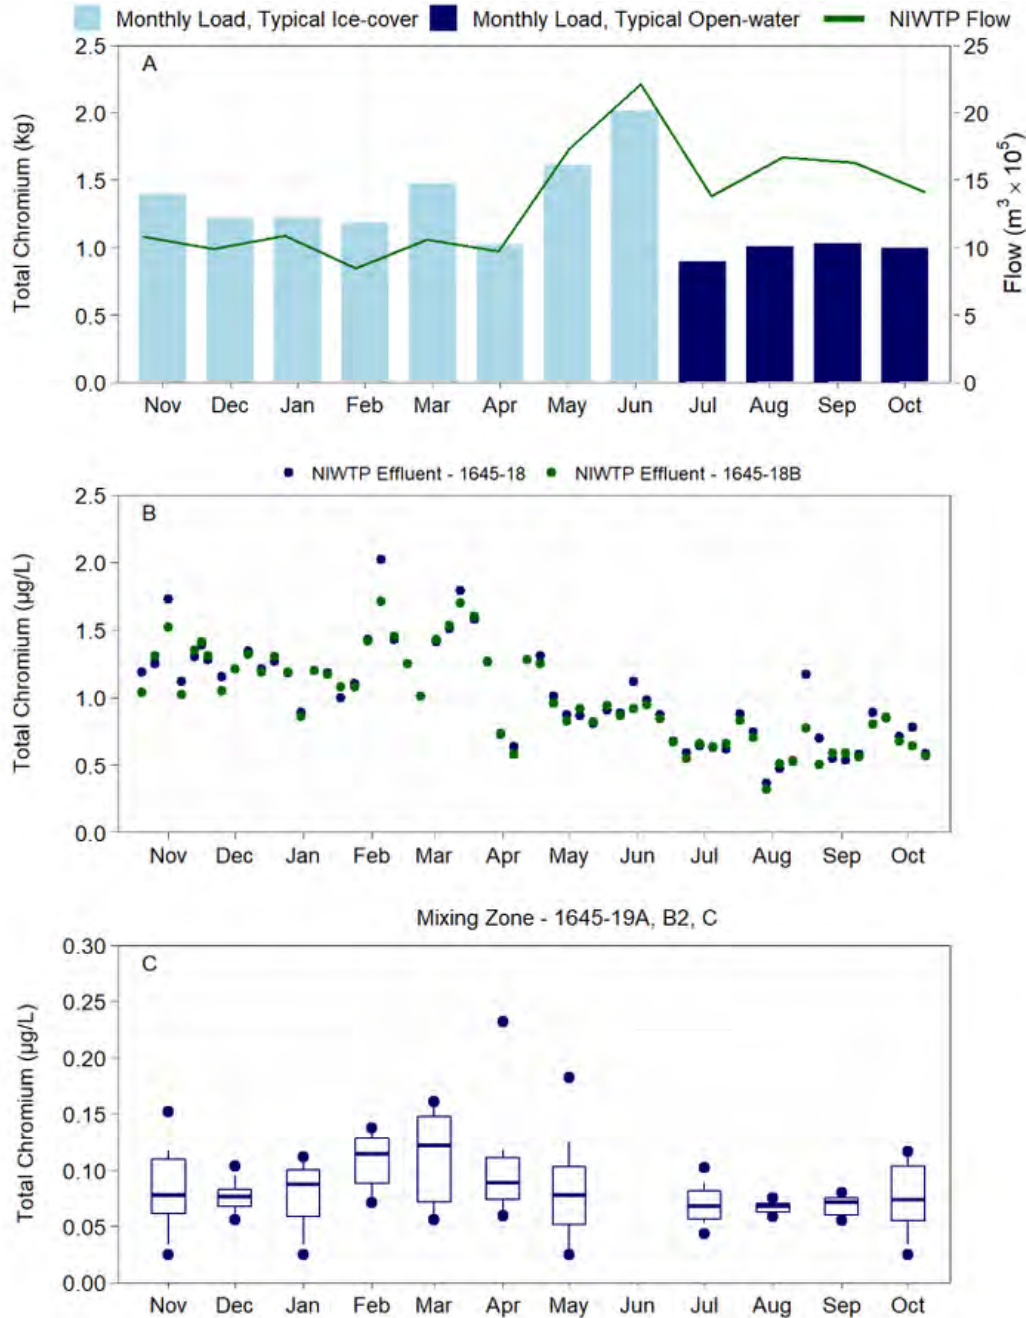 Monthly Load, Typical Ice-cover Monthly Load, Typical Open-water NIWTP Flow
A
Total Chromium (kg)
2.5
2.0
1.5
1.0
0.5
0.0
25
20
15
10
5
0
Flow (m³ × 10⁵)
Nov Dec Jan Feb Mar Apr May Jun Jul Aug Sep Oct
NIWTP Effluent - 1645-18 NIWTP Effluent - 1645-18B
B
Total Chromium (µg/L)
2.5
2.0
1.5
1.0
0.5
0.0
Nov Dec Jan Feb Mar Apr May Jun Jul Aug Sep Oct
Mixing Zone - 1645-19A, B2, C
C
Total Chromium (µg/L)
0.30
0.25
0.20
0.15
0.10
0.05
0.00
Nov Dec Jan Feb Mar Apr May Jun Jul Aug Sep Oct